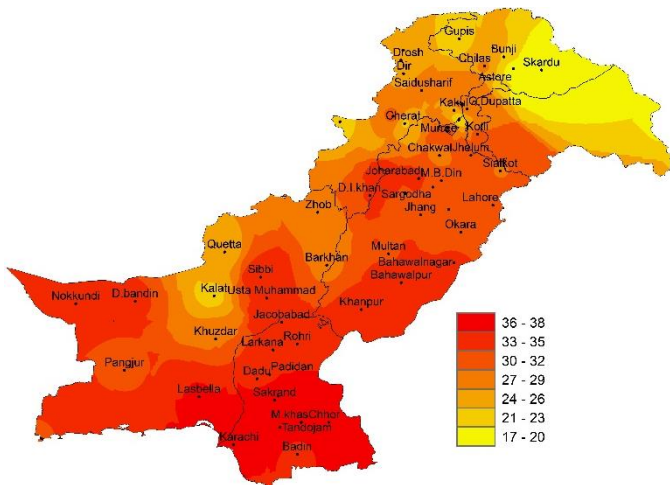 Gupis
Drosh
Bunji
Dir
Chilas
Skardu
Astore
Saidusharif
Kakul
G.Dupatta
Cherat
Murree
Kotli
Chakwal
Jhelum
Sialkot
Joherabad
M.B.Din
D.I.khan
Sargodha
Lahore
Zhob
Jhang
Okara
Quetta
Multan
Barkhan
Bahawalnagar
Sibbi
Bahawalpur
Nokkundi
D.bandin
Kalat
Usta Muhammad
Khanpur
Jacobabad
Khuzdar
Rohri
Larkana
Pangjur
Dadu
Padidan
Lasbella
Sakrand
M.khas
Chhor
Tandojam
Karachi
Badin
36 - 38
33 - 35
30 - 32
27 - 29
24 - 26
21 - 23
17 - 20